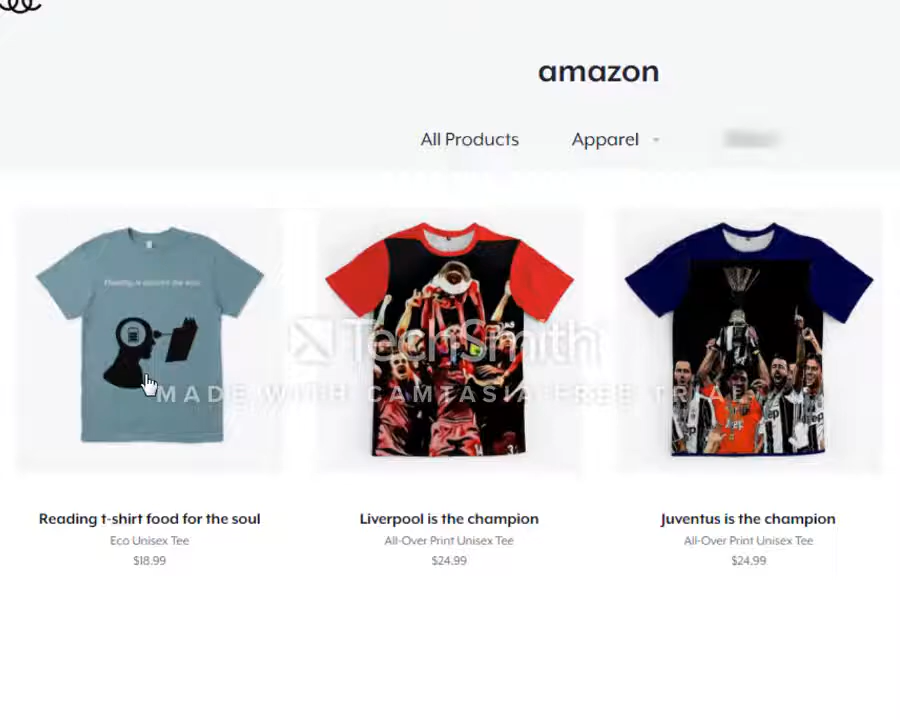 amazon
All Products
Apparel
TechSmith
MADE WITH CAMTASIA FREE TRIAL
Reading t-shirt food for the soul
Eco Unisex Tee
$18.99
Liverpool is the champion
All-Over Print Unisex Tee
$24.99
Juventus is the champion
All-Over Print Unisex Tee
$24.99